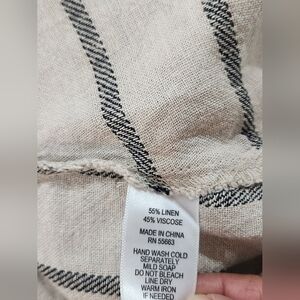 55% LINEN
45% VISCOSE
MADE IN CHINA
RN 55663
HAND WASH COLD
SEPARATELY
MILD SOAP
DO NOT BLEACH
LINE DRY
WARM IRON
IF NEEDED